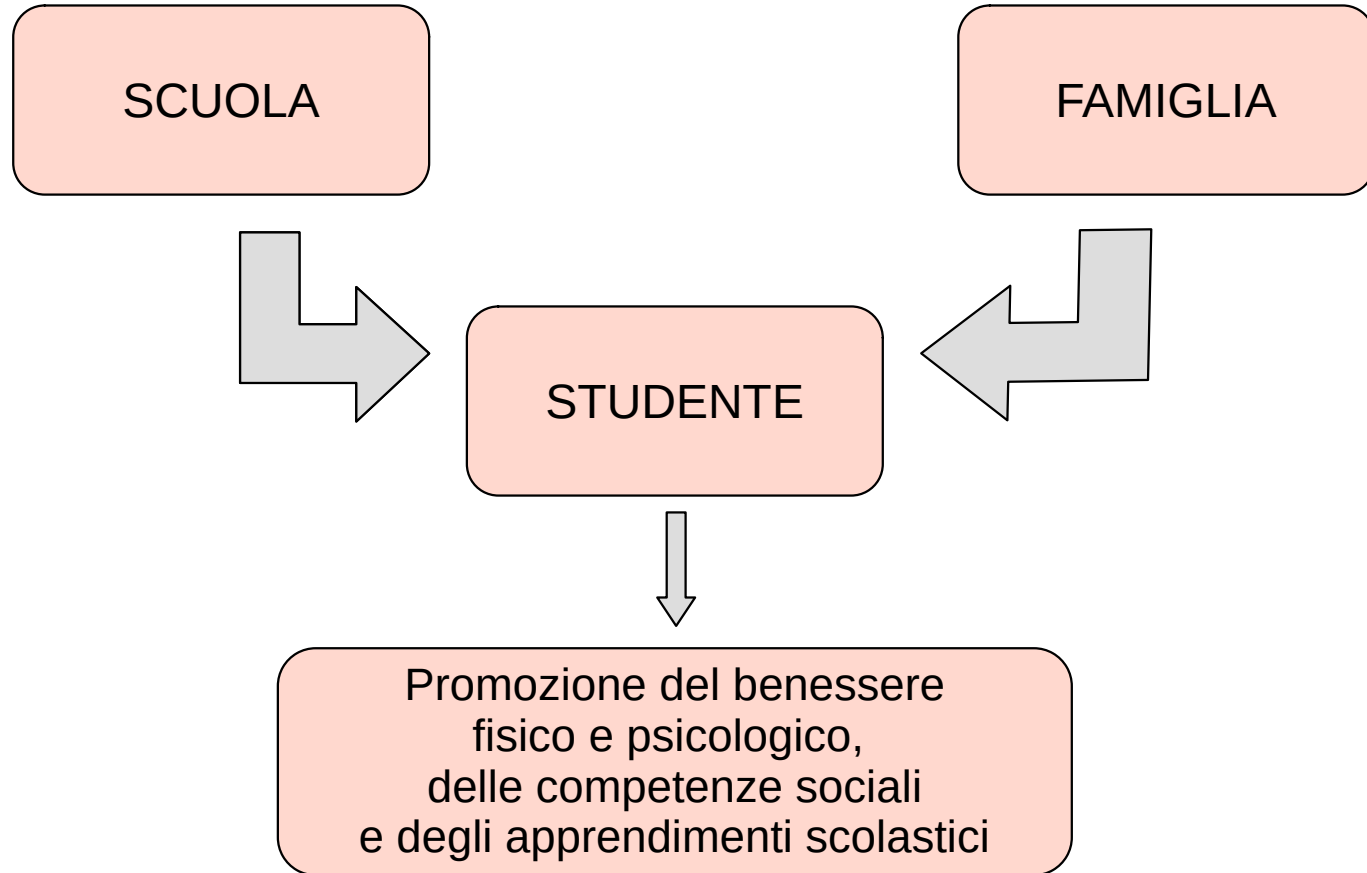 SCUOLA
FAMIGLIA
STUDENTE
Promozione del benessere
fisico e psicologico,
delle competenze sociali
e degli apprendimenti scolastici